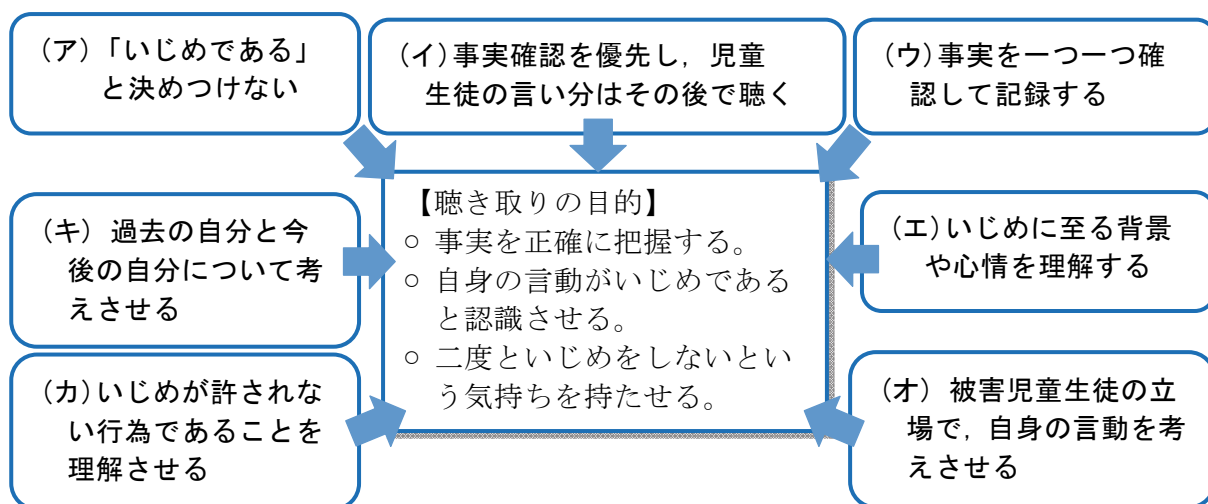 (ア)「いじめである」
と決めつけない
(イ)事実確認を優先し，児童
生徒の言い分はその後で聴く
(ウ)事実を一つ一つ確
認して記録する
【聴き取りの目的】
○ 事実を正確に把握する。
○ 自身の言動がいじめである
と認識させる。
○ 二度といじめをしないとい
う気持ちを持たせる。
(キ) 過去の自分と今
後の自分について考
えさせる
(エ)いじめに至る背景
や心情を理解する
(カ)いじめが許されな
い行為であることを
理解させる
(オ) 被害児童生徒の立
場で，自身の言動を考
えさせる